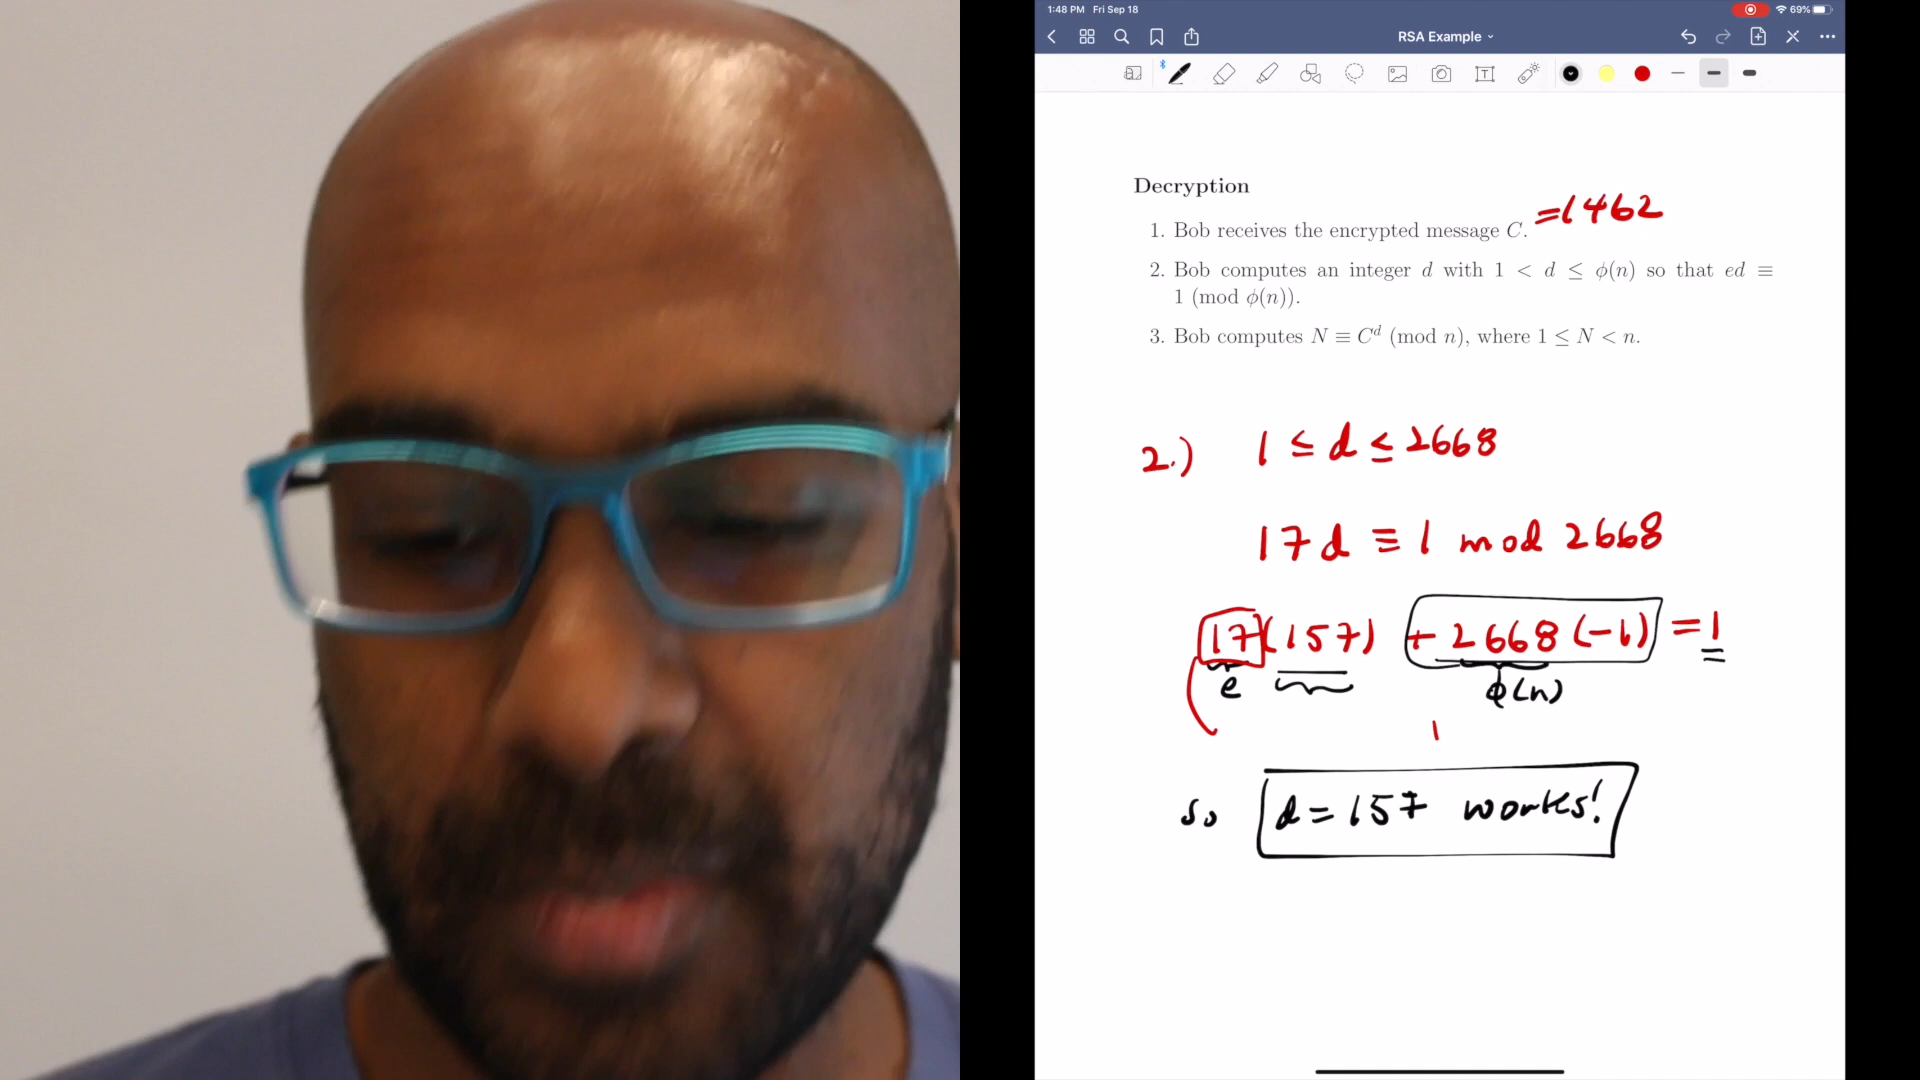 1:48 PM Fri Sep 18
69%
RSA Example
Decryption
1. Bob receives the encrypted message C. =1462
2. Bob computes an integer d with 1 < d ≤ ϕ(n) so that ed ≡
1 (mod ϕ(n)).
3. Bob computes N ≡ C^d (mod n), where 1 ≤ N < n.
2.) 1 ≤ d ≤ 2668
17d ≡ 1 mod 2668
17(157) + 2668(-1) = 1
e ϕ(n)
1
so d = 157 works!